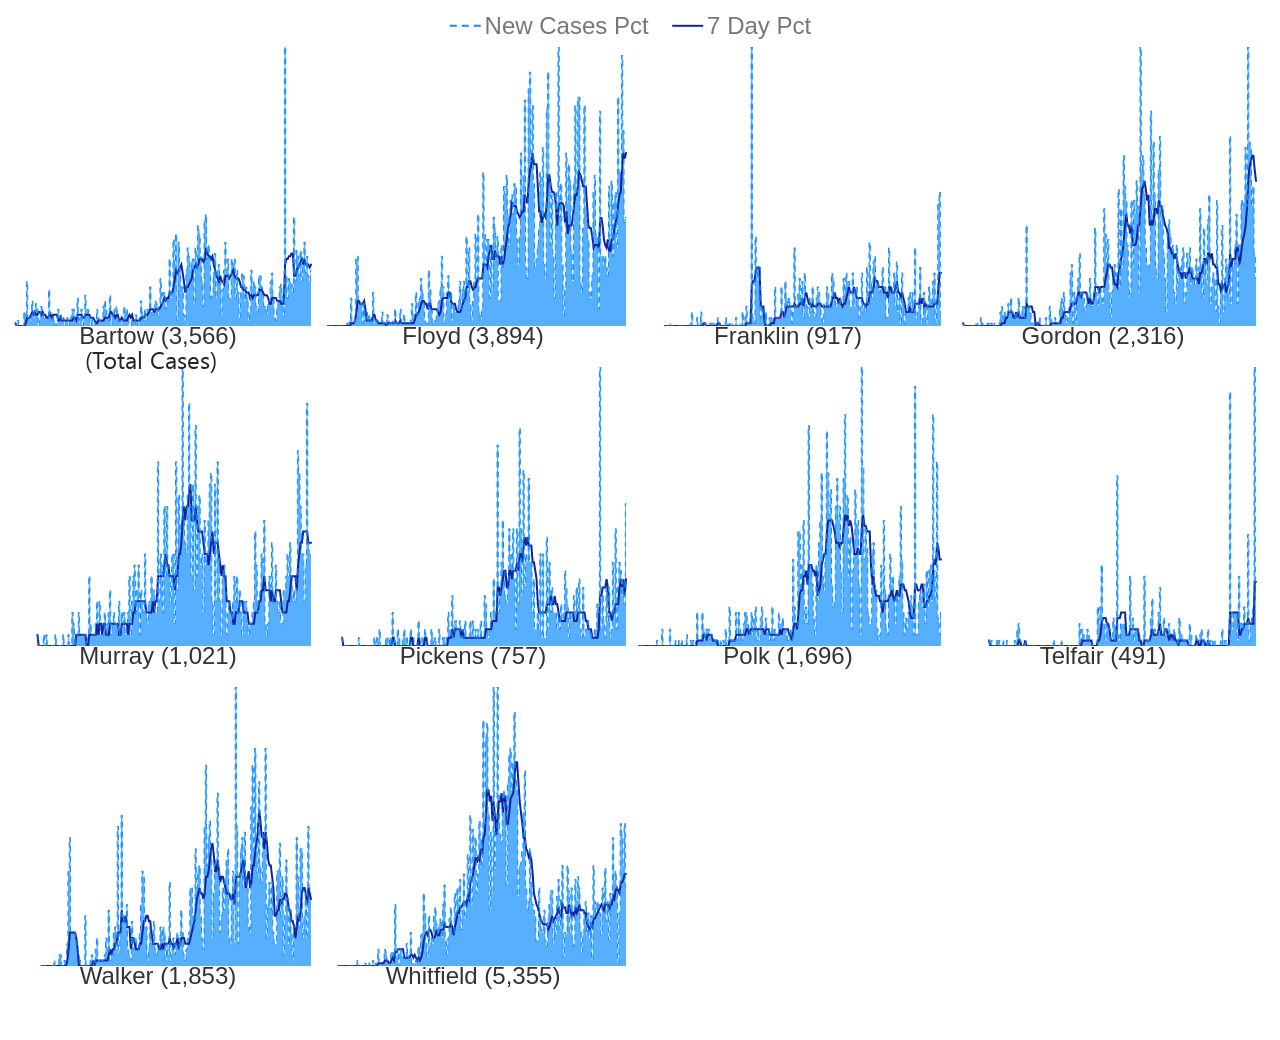 New Cases Pct 7 Day Pct
Bartow (3,566) Floyd (3,894) Franklin (917) Gordon (2,316)
(Total Cases)
Murray (1,021) Pickens (757) Polk (1,696) Telfair (491)
Walker (1,853) Whitfield (5,355)